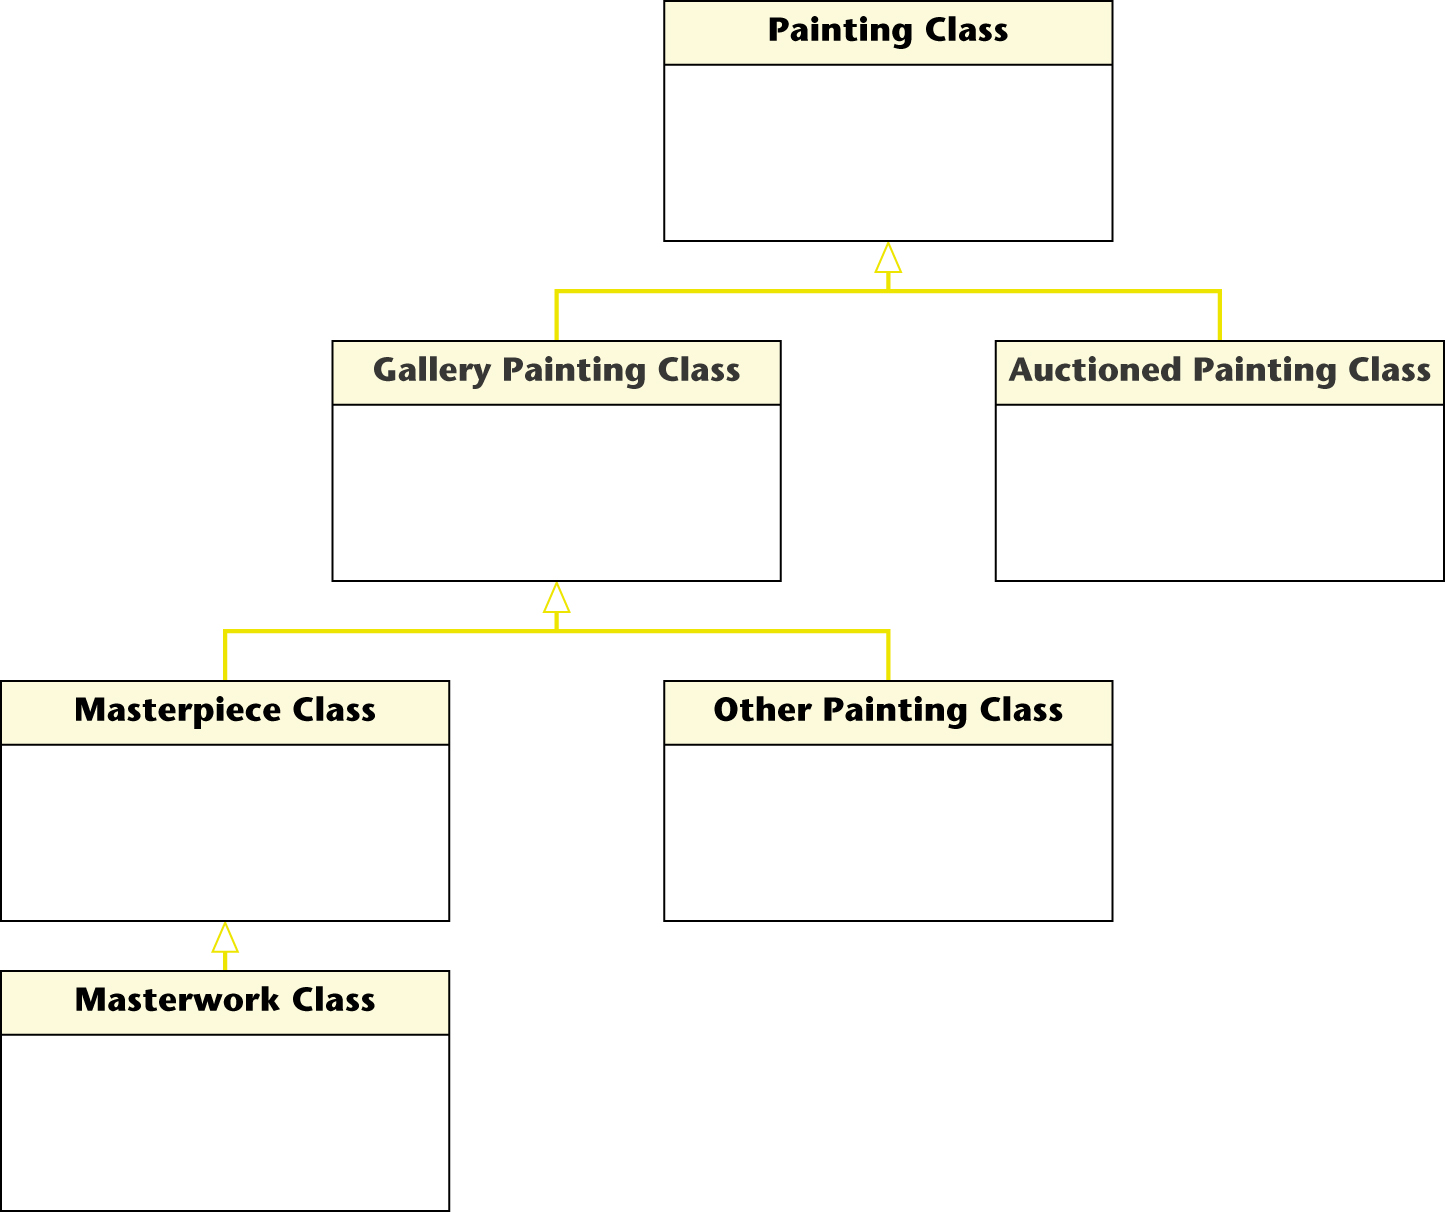 Painting Class
Gallery Painting Class
Auctioned Painting Class
Masterpiece Class
Other Painting Class
Masterwork Class